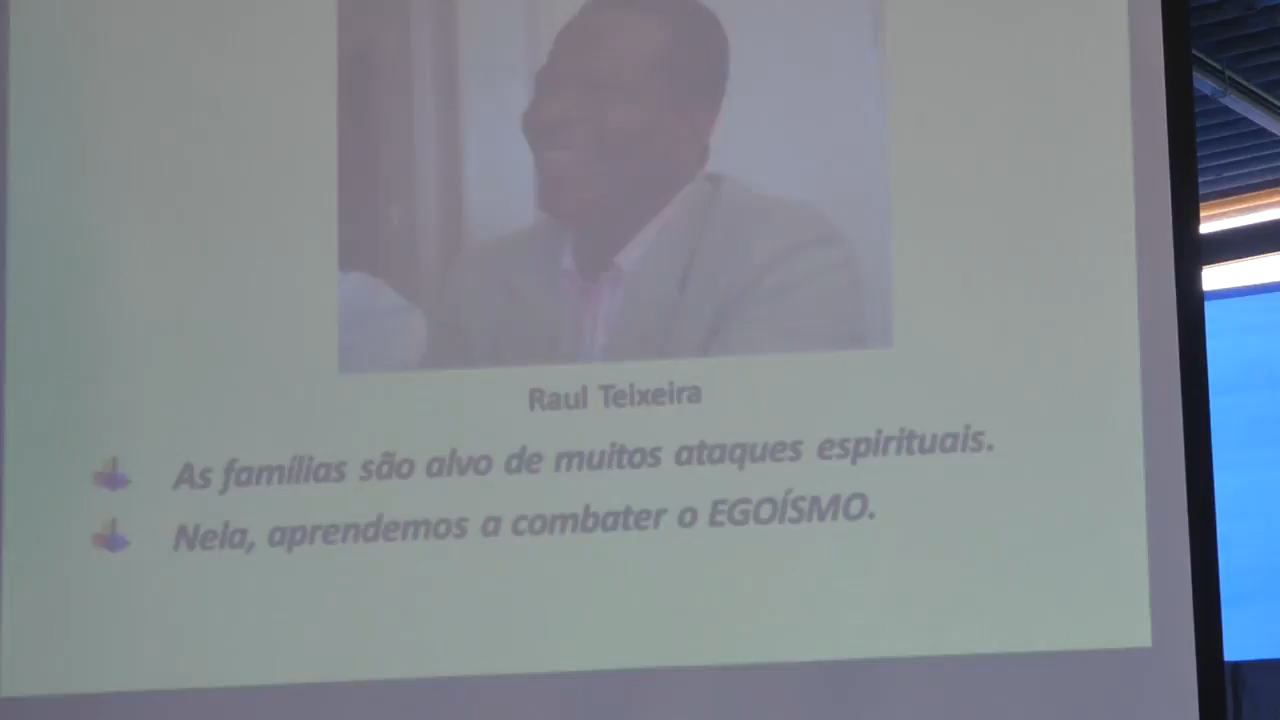 Raul Teixeira
As famílias são alvo de muitos ataques espirituais.
Nela, aprendemos a combater o EGOÍSMO.